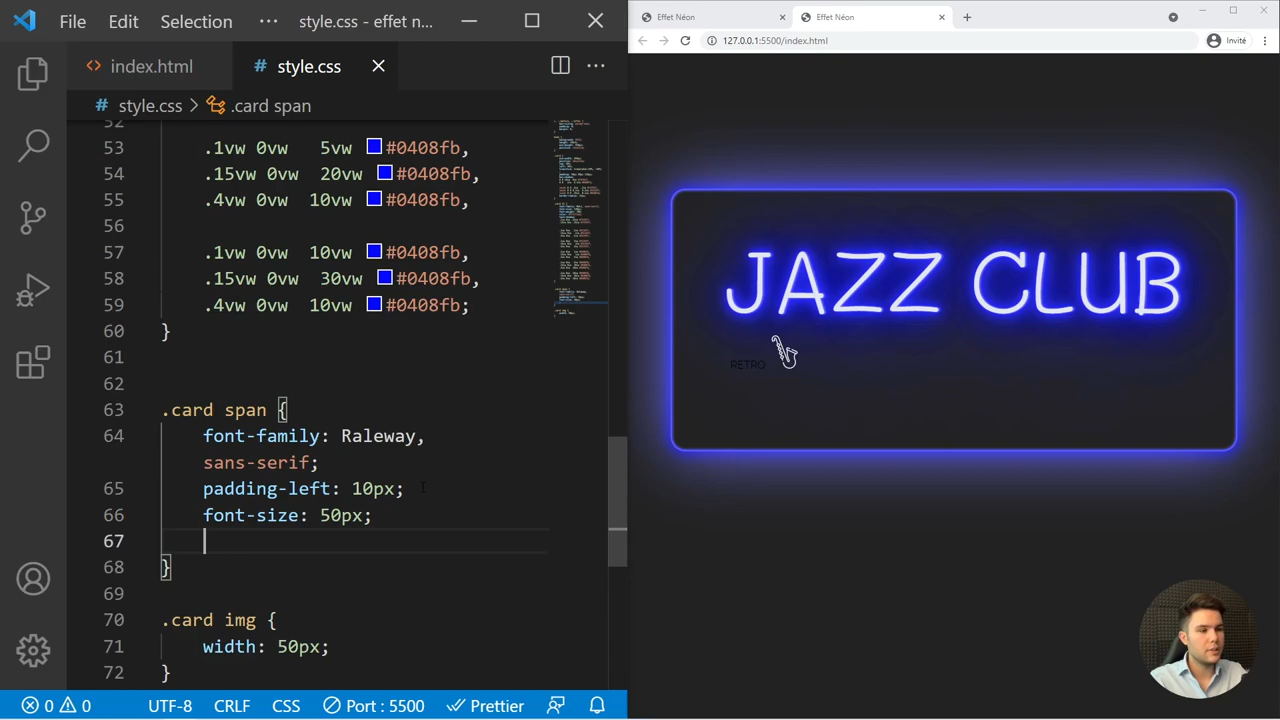 File Edit Selection ··· style.css - effet n...
index.html # style.css
# style.css > .card span
52
53 .1vw 0vw 5vw #0408fb,
54 .15vw 0vw 20vw #0408fb,
55 .4vw 0vw 10vw #0408fb,
56
57 .1vw 0vw 10vw #0408fb,
58 .15vw 0vw 30vw #0408fb,
59 .4vw 0vw 10vw #0408fb;
60 }
61
62
63 .card span {
64 font-family: Raleway,
sans-serif;
65 padding-left: 10px;
66 font-size: 50px;
67
68 }
69
70 .card img {
71 width: 50px;
72 }
0 0 UTF-8 CRLF CSS Port : 5500 Prettier
Effet Néon Effet Néon
127.0.0.1:5500/index.html Invité
JAZZ CLUB
RETRO